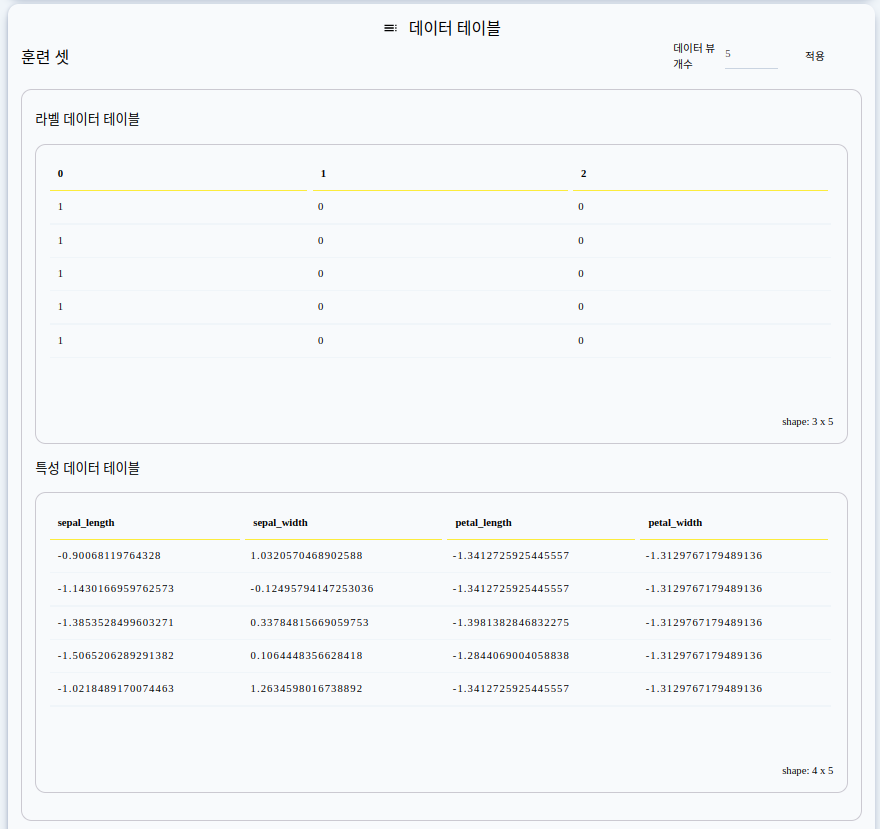 데이터 테이블
훈련 셋
데이터 뷰
개수
5
적용
라벨 데이터 테이블
0 1 2
1 0 0
1 0 0
1 0 0
1 0 0
1 0 0
shape: 3 x 5
특성 데이터 테이블
sepal_length sepal_width petal_length petal_width
-0.90068119764328 1.0320570468902588 -1.3412725925445557 -1.3129767179489136
-1.1430166959762573 -0.12495794147253036 -1.3412725925445557 -1.3129767179489136
-1.3853528499603271 0.33784815669059753 -1.3981382846832275 -1.3129767179489136
-1.5065206289291382 0.1064448356628418 -1.2844069004058838 -1.3129767179489136
-1.0218489170074463 1.2634598016738892 -1.3412725925445557 -1.3129767179489136
shape: 4 x 5